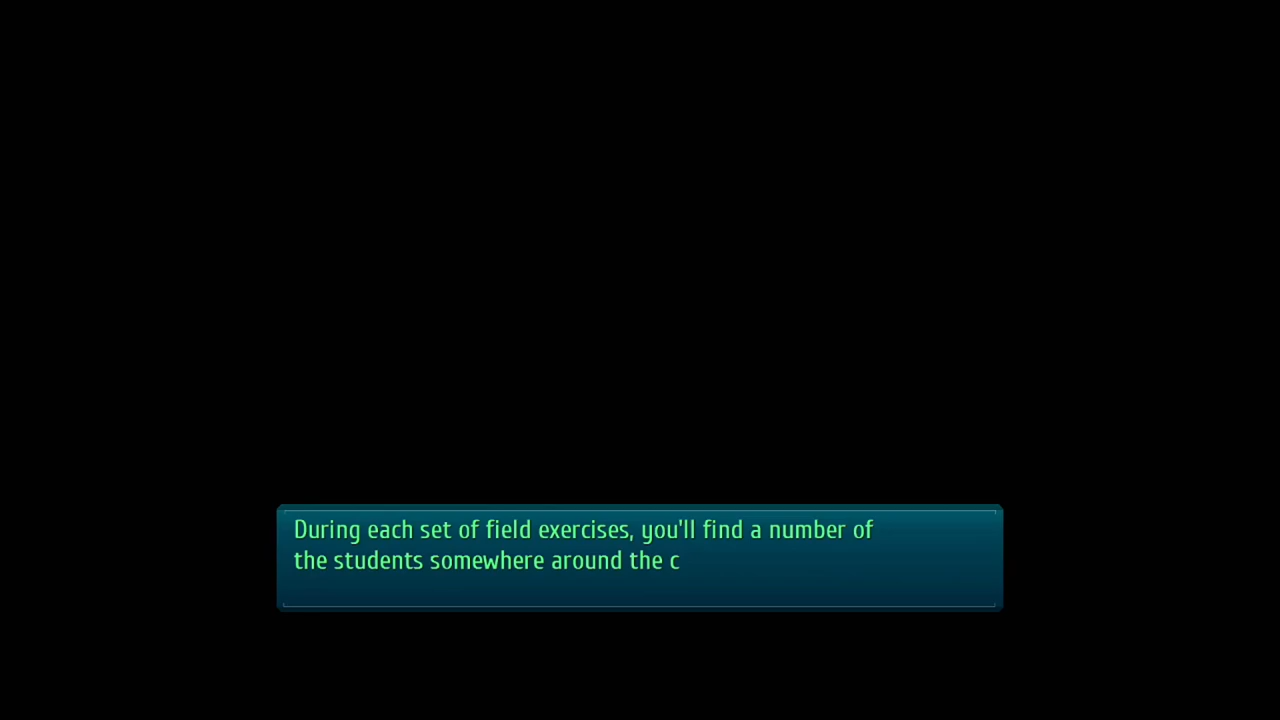 During each set of field exercises, you'll find a number of
the students somewhere around the c